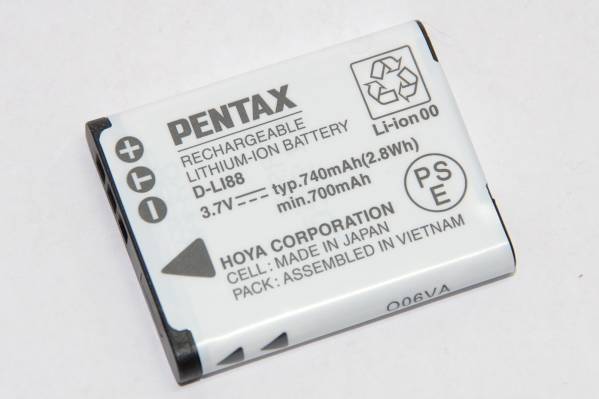 PENTAX
RECHARGEABLE
LITHIUM-ION BATTERY
D-LI88
3.7V⎓ typ.740mAh(2.8Wh)
min.700mAh
Li-ion00
PS
E
+
T
−
HOYA CORPORATION
CELL: MADE IN JAPAN
PACK: ASSEMBLED IN VIETNAM
O06VA